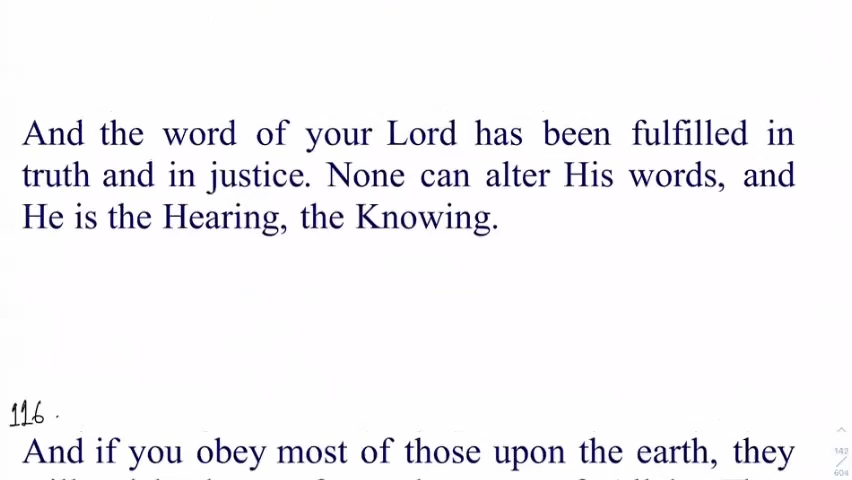 And the word of your Lord has been fulfilled in
truth and in justice. None can alter His words, and
He is the Hearing, the Knowing.
116.
And if you obey most of those upon the earth, they
142
/
604